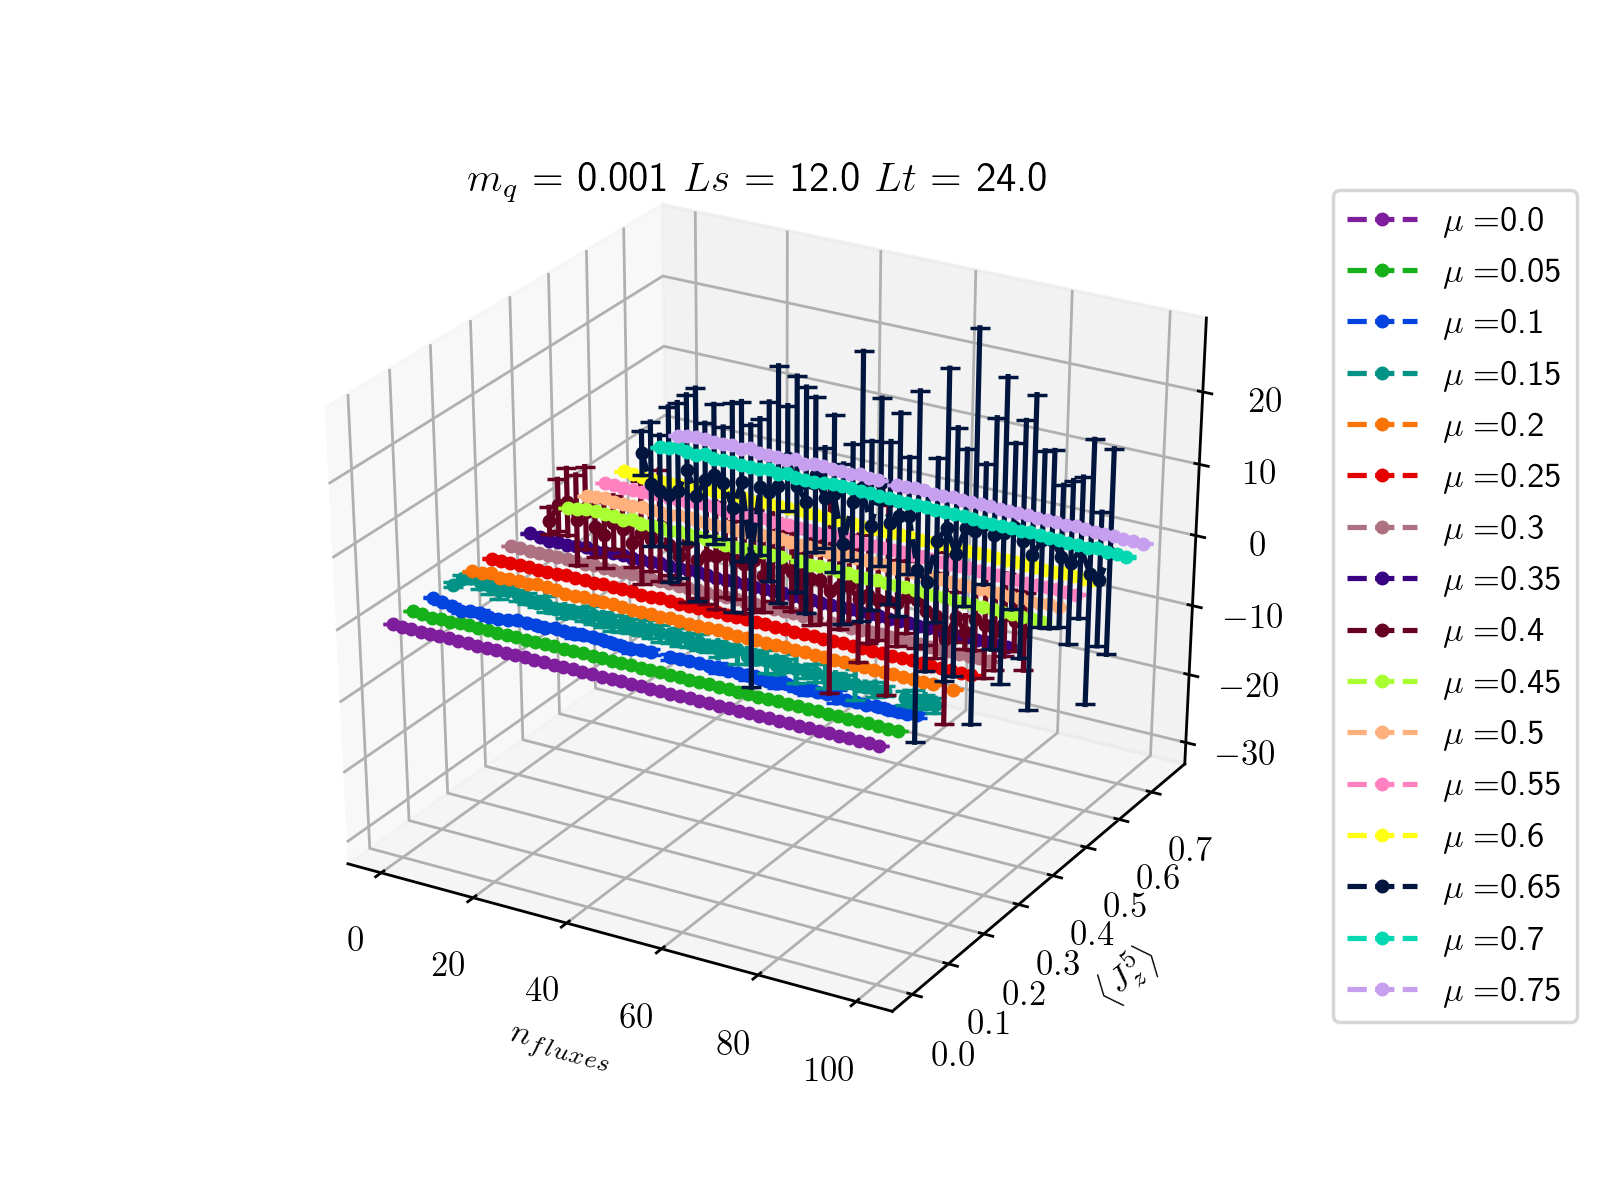 m_q = 0.001 Ls = 12.0 Lt = 24.0
μ =0.0
μ =0.05
μ =0.1
μ =0.15
μ =0.2
μ =0.25
μ =0.3
μ =0.35
μ =0.4
μ =0.45
μ =0.5
μ =0.55
μ =0.6
μ =0.65
μ =0.7
μ =0.75
20
10
0
−10
−20
−30
0
20
40
60
80
100
n_{fluxes}
0.0
0.1
0.2
0.3
0.4
0.5
0.6
0.7
⟨J_z^5⟩